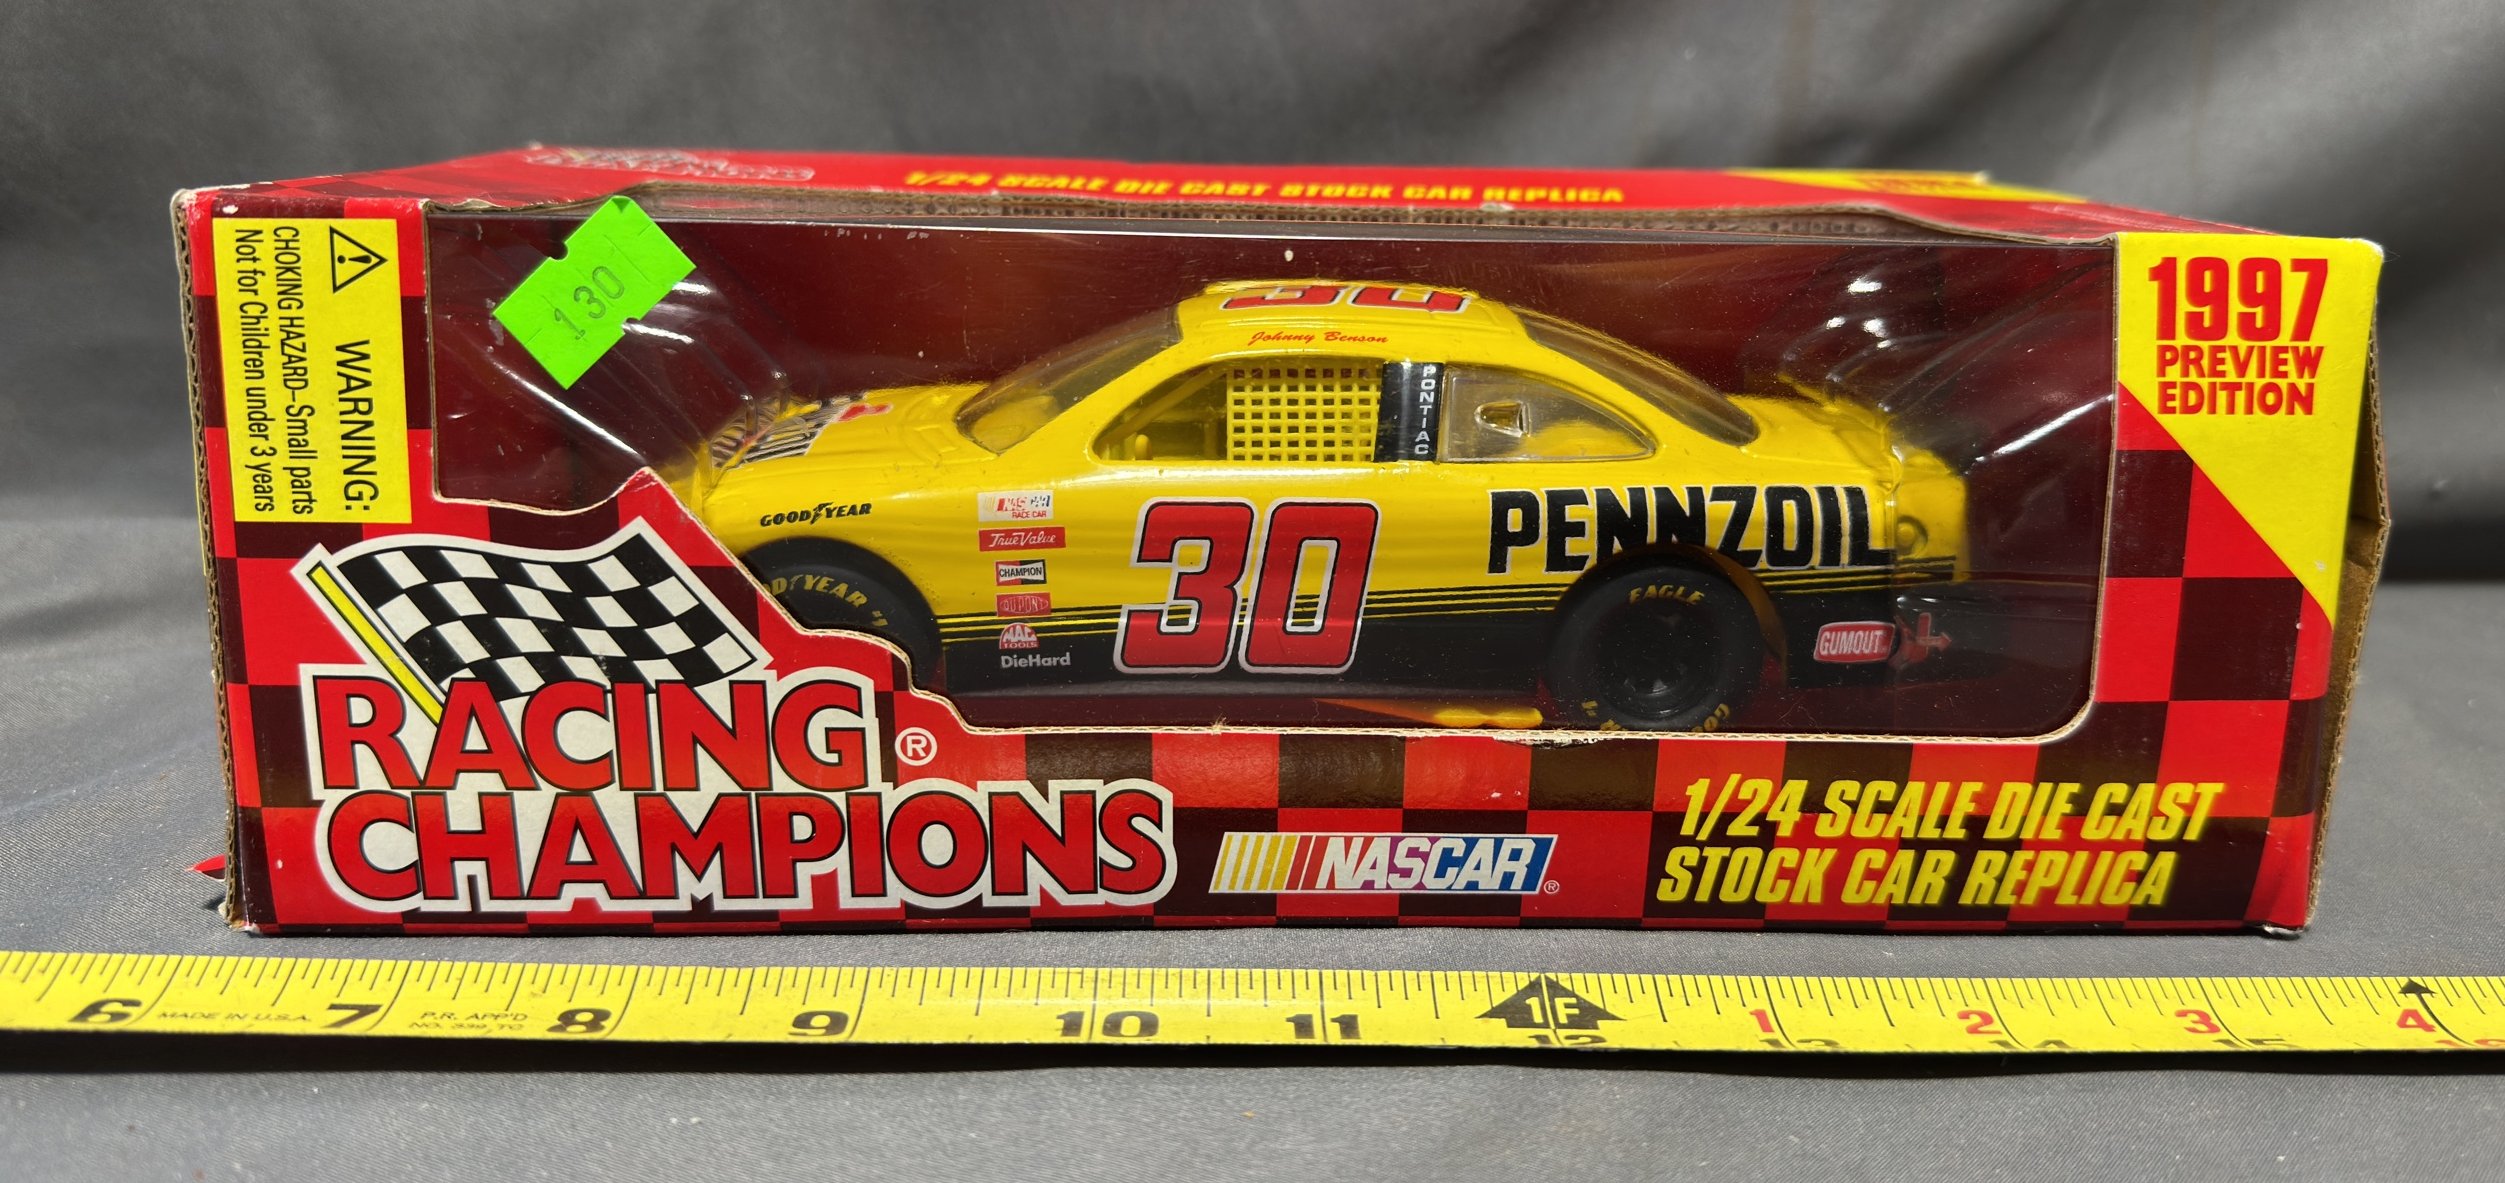 1/24 SCALE DIE CAST STOCK CAR REPLICA
WARNING:
CHOKING HAZARD–Small parts
Not for Children under 3 years
130
1997
PREVIEW
EDITION
30
Johnny Benson
PONTIAC
GOODYEAR
NASCAR
RACE CAR
TrueValue
CHAMPION
DUPONT
MAC
TOOLS
DieHard
30
PENNZOIL
EAGLE
GUMOUT
RACING
CHAMPIONS®
NASCAR®
1/24 SCALE DIE CAST
STOCK CAR REPLICA
6 MADE IN U.S.A. 7 P.R. APP'D 8 9 10 11 1F 12 1 2 3 4